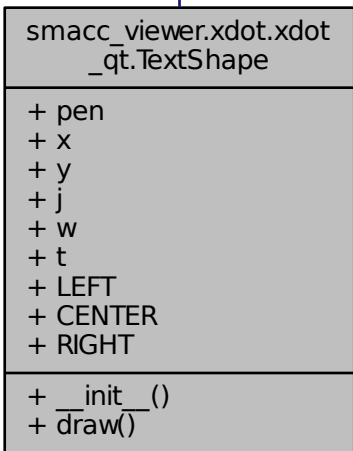 smacc_viewer.xdot.xdot
_qt.TextShape
+ pen
+ x
+ y
+ j
+ w
+ t
+ LEFT
+ CENTER
+ RIGHT
+ __init__()
+ draw()